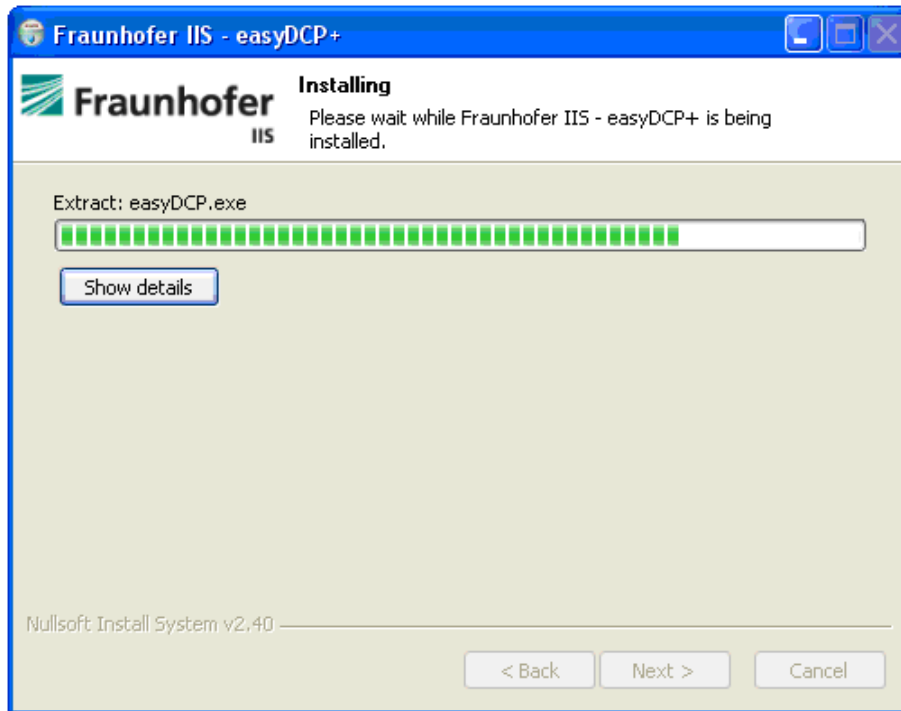 Fraunhofer IIS - easyDCP+
Fraunhofer
IIS
Installing
Please wait while Fraunhofer IIS - easyDCP+ is being
installed.
Extract: easyDCP.exe
Show details
Nullsoft Install System v2.40
< Back Next > Cancel